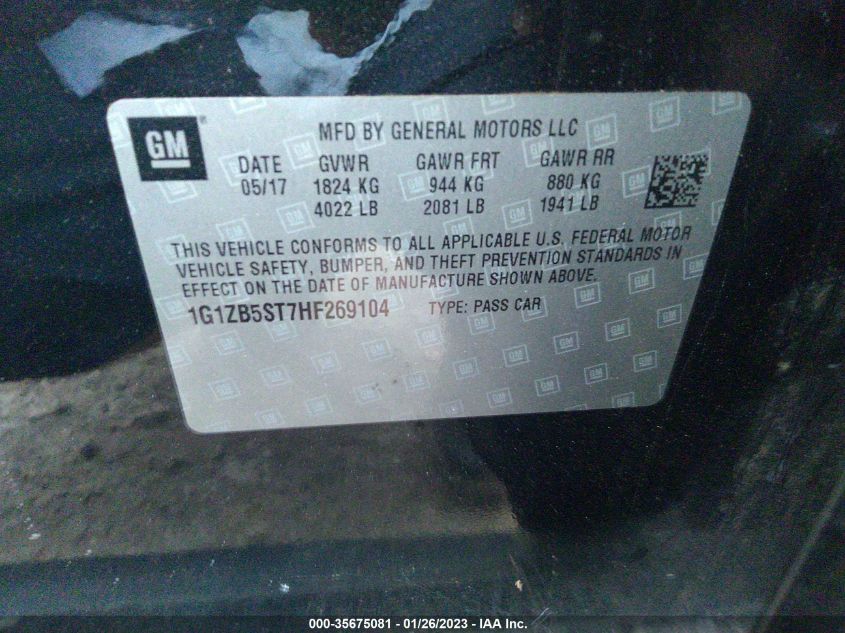 GM ® MFD BY GENERAL MOTORS LLC
DATE GVWR GAWR FRT GAWR RR
05/17 1824 KG 944 KG 880 KG
4022 LB 2081 LB 1941 LB
THIS VEHICLE CONFORMS TO ALL APPLICABLE U.S. FEDERAL MOTOR
VEHICLE SAFETY, BUMPER, AND THEFT PREVENTION STANDARDS IN
EFFECT ON THE DATE OF MANUFACTURE SHOWN ABOVE.
1G1ZB5ST7HF269104 TYPE: PASS CAR
000-35675081 - 01/26/2023 - IAA Inc.